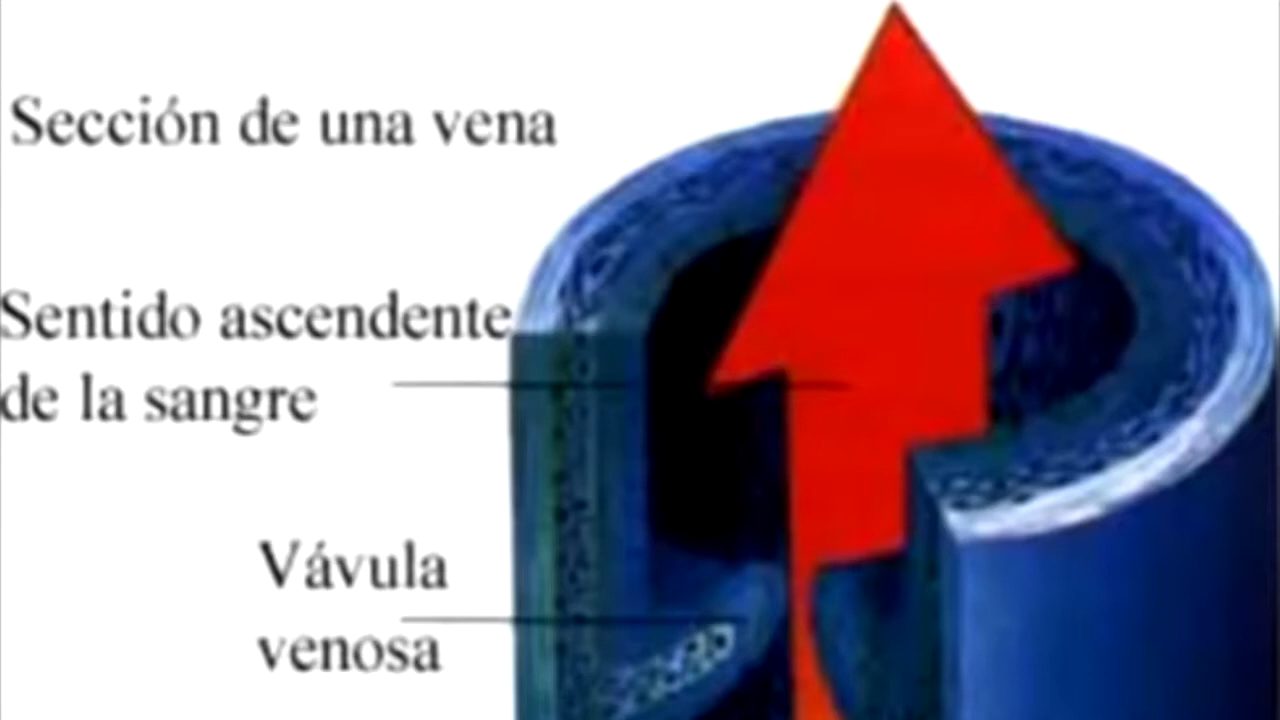 Sección de una vena
Sentido ascendente
de la sangre
Vávula
venosa